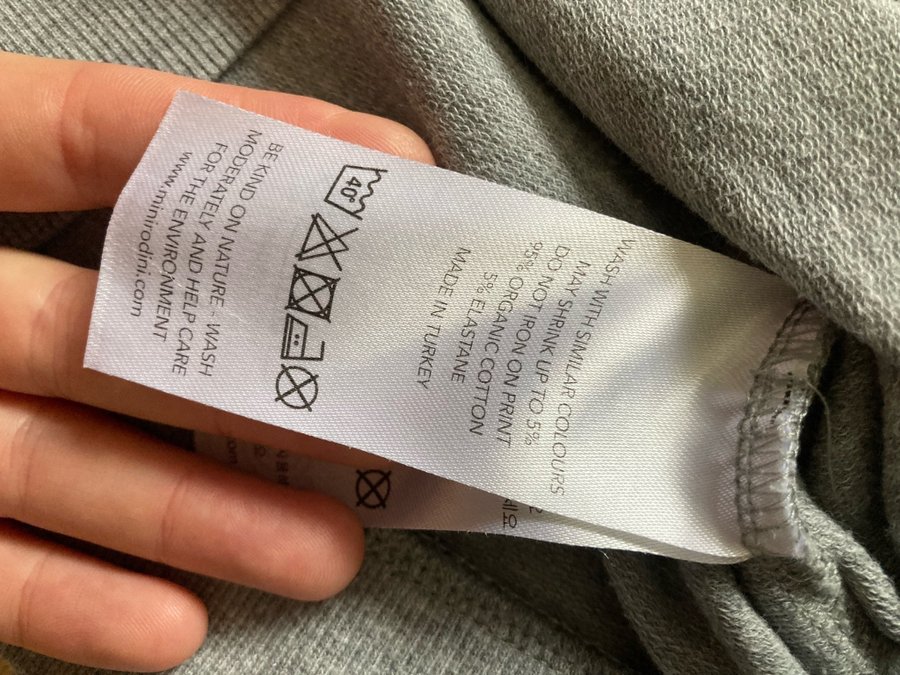 WASH WITH SIMILAR COLOURS
MAY SHRINK UP TO 5%
DO NOT IRON ON PRINT
95% ORGANIC COTTON
5% ELASTANE
MADE IN TURKEY
40°
BE KIND ON NATURE - WASH
MODERATELY AND HELP CARE
FOR THE ENVIRONMENT
www.minirodini.com